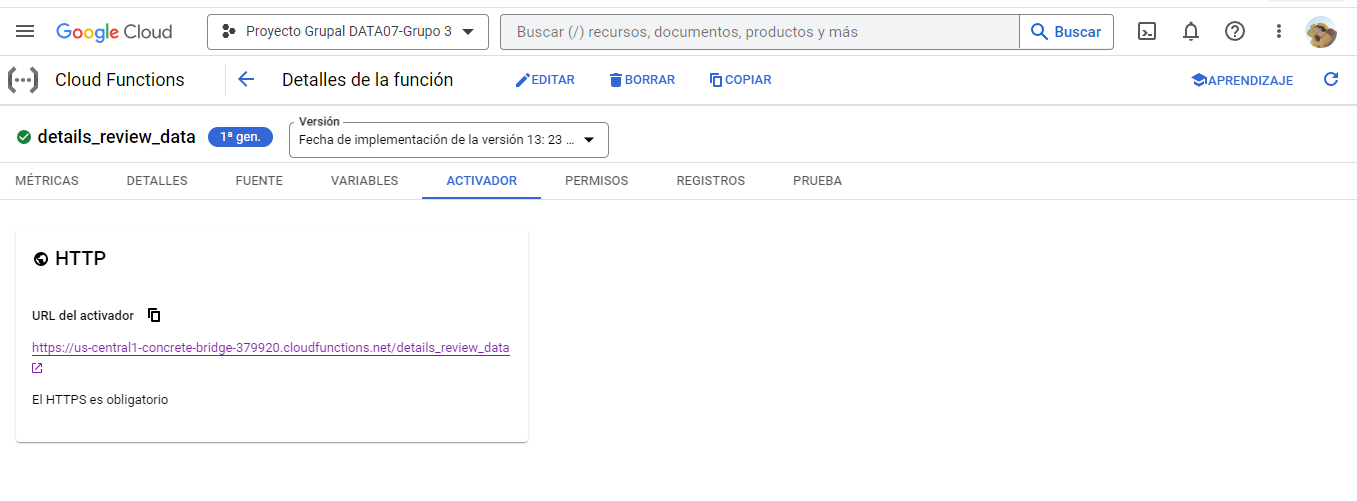 Google Cloud
Proyecto Grupal DATA07-Grupo 3
Buscar (/) recursos, documentos, productos y más
Buscar
Cloud Functions
Detalles de la función
EDITAR
BORRAR
COPIAR
APRENDIZAJE
details_review_data
1ª gen.
Versión
Fecha de implementación de la versión 13: 23 ...
MÉTRICAS
DETALLES
FUENTE
VARIABLES
ACTIVADOR
PERMISOS
REGISTROS
PRUEBA
HTTP
URL del activador
https://us-central1-concrete-bridge-379920.cloudfunctions.net/details_review_data
El HTTPS es obligatorio